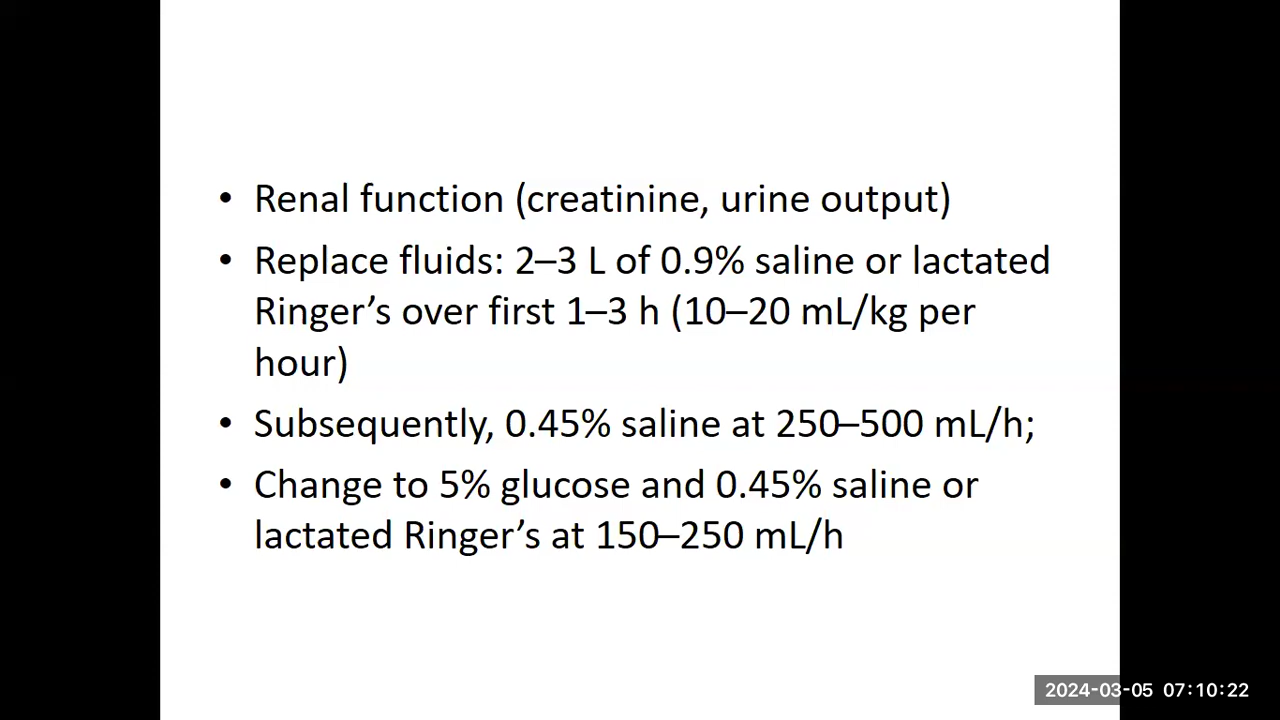 • Renal function (creatinine, urine output)
• Replace fluids: 2–3 L of 0.9% saline or lactated
Ringer’s over first 1–3 h (10–20 mL/kg per
hour)
• Subsequently, 0.45% saline at 250–500 mL/h;
• Change to 5% glucose and 0.45% saline or
lactated Ringer’s at 150–250 mL/h
2024-03-05 07:10:22